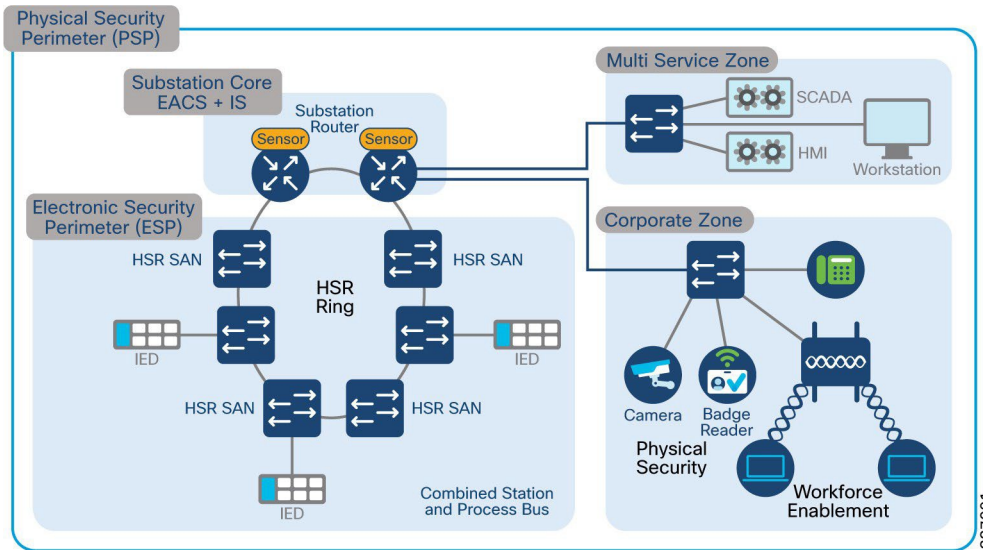 Physical Security
Perimeter (PSP)
Substation Core
EACS + IS
Substation
Router
Sensor
Sensor
Multi Service Zone
SCADA
HMI
Workstation
Electronic Security
Perimeter (ESP)
HSR SAN
HSR SAN
HSR
Ring
IED
IED
HSR SAN
HSR SAN
IED
Combined Station
and Process Bus
Corporate Zone
Camera
Badge
Reader
Physical
Security
Workforce
Enablement